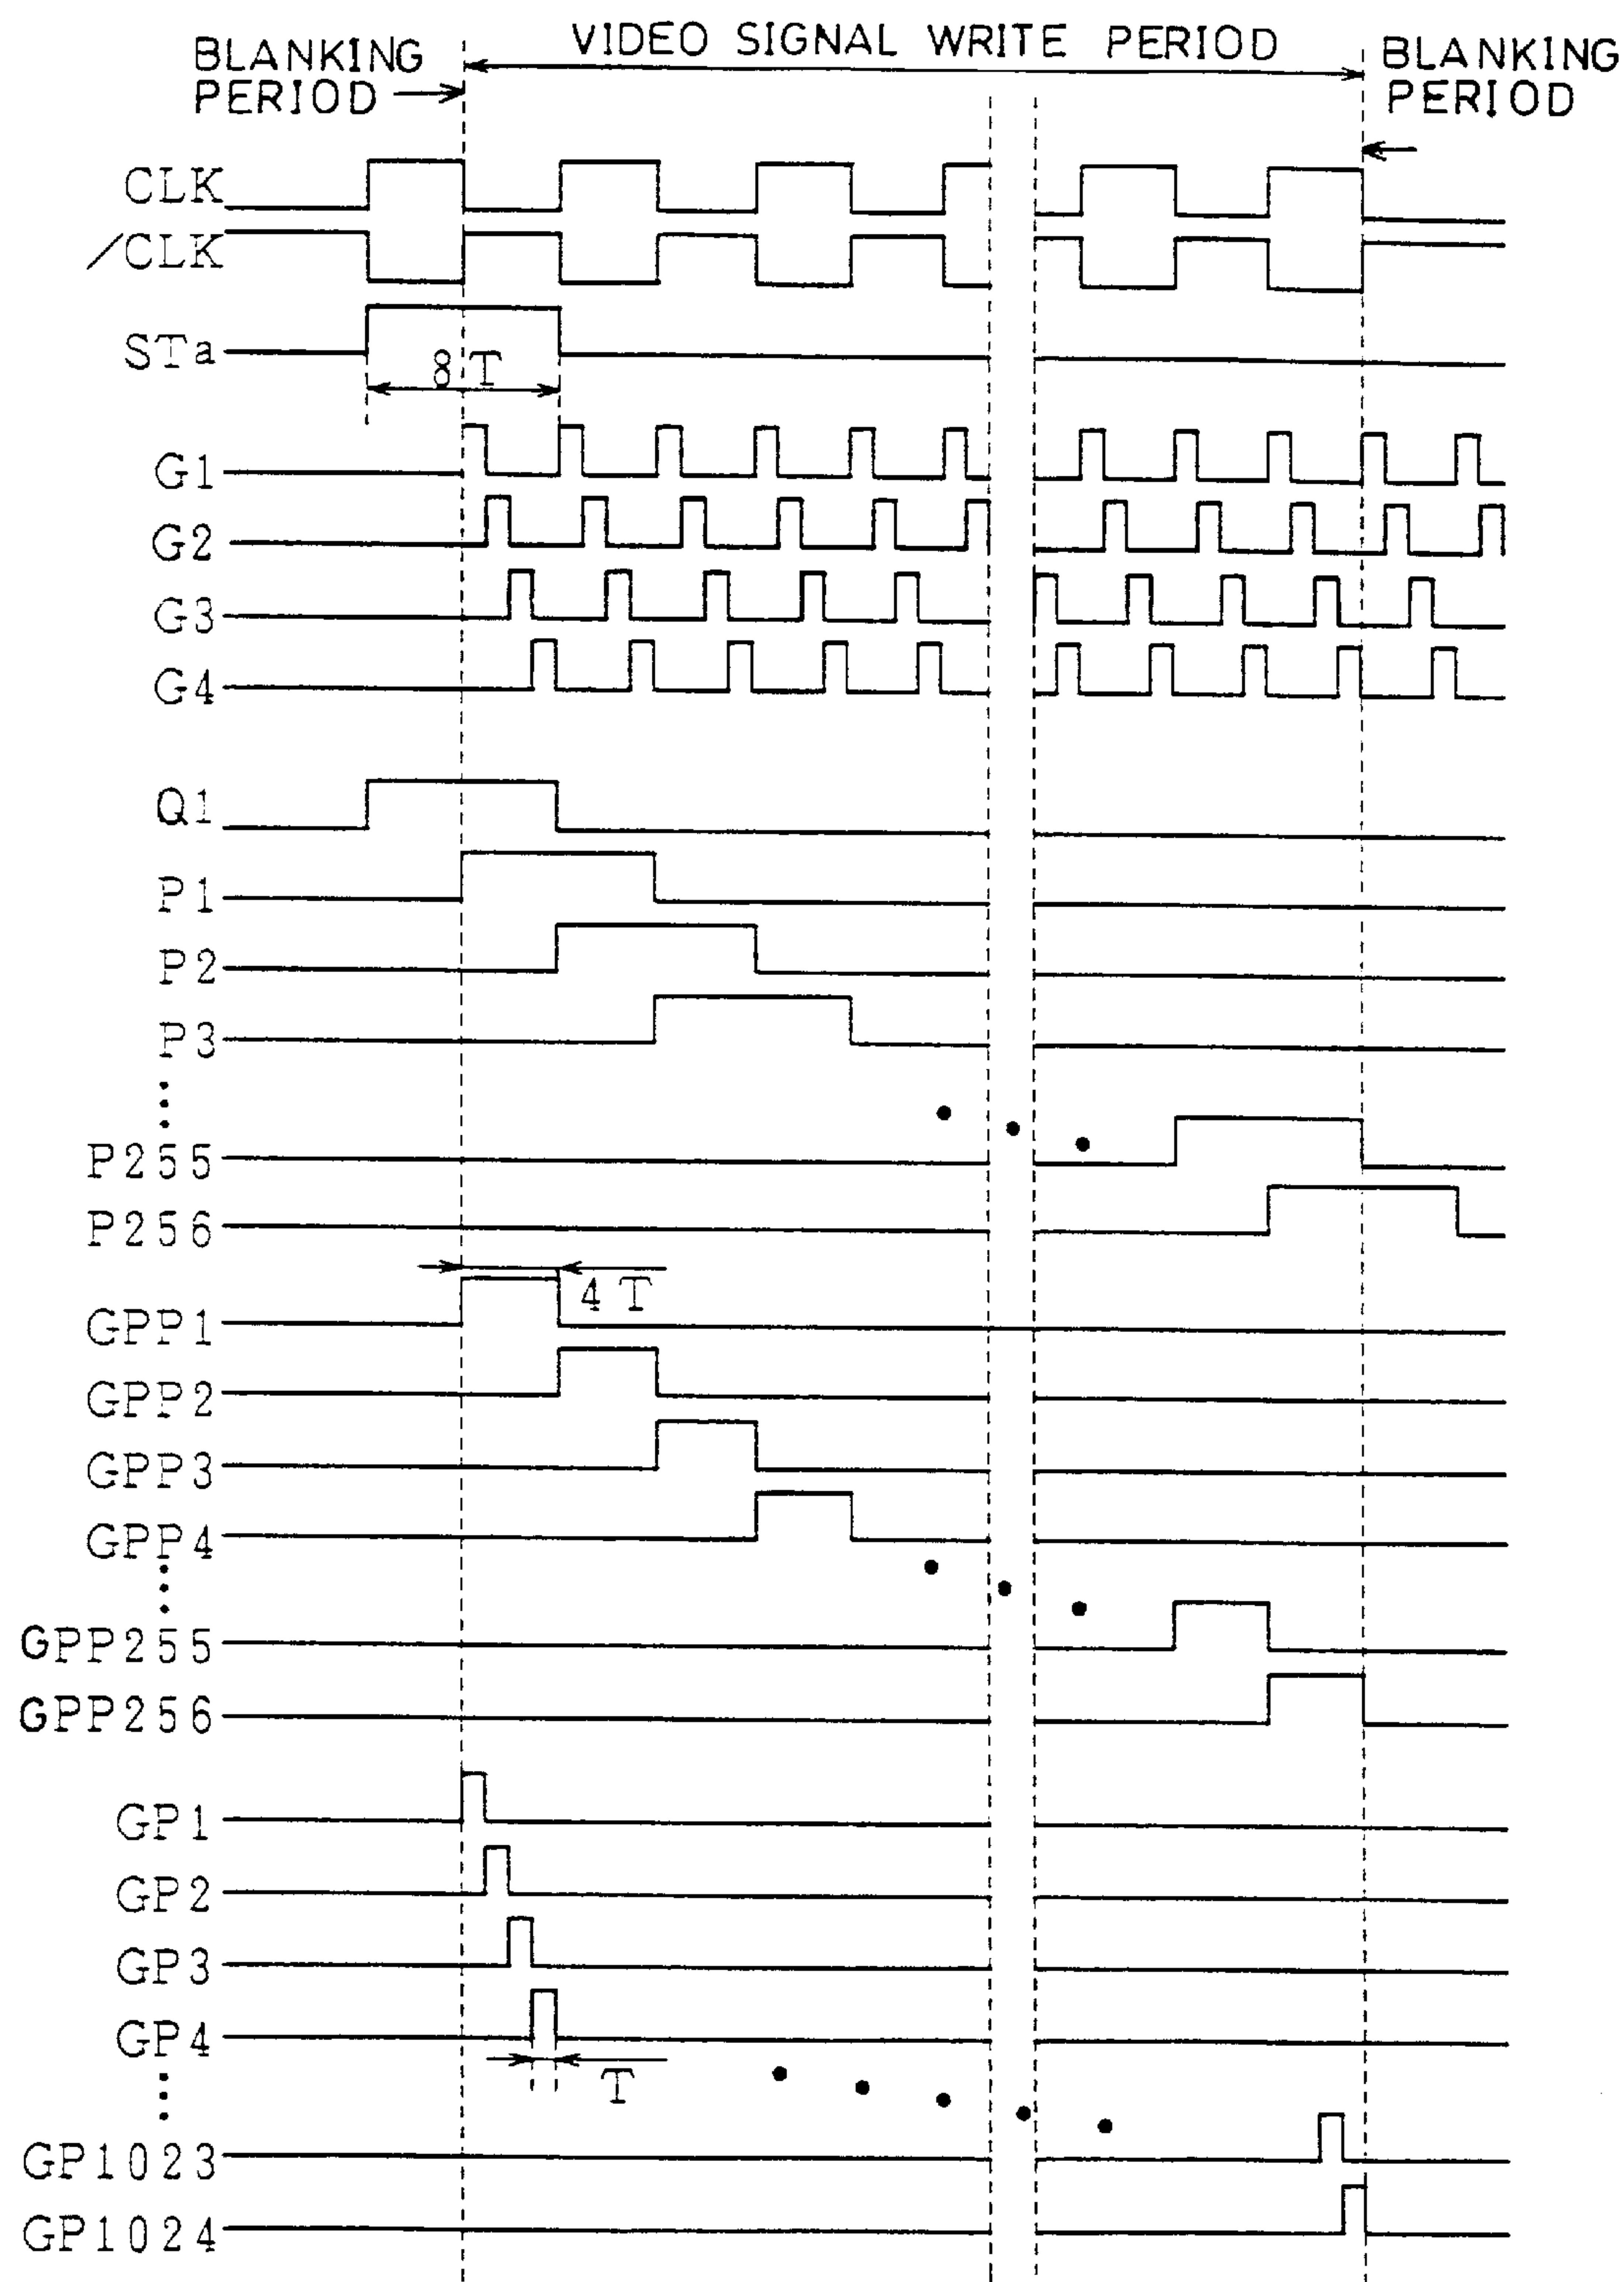 BLANKING PERIOD
VIDEO SIGNAL WRITE PERIOD
BLANKING PERIOD
CLK
/CLK
STa
8T
G1
G2
G3
G4
Q1
P1
P2
P3
P255
P256
4T
GPP1
GPP2
GPP3
GPP4
GPP255
GPP256
GP1
GP2
GP3
GP4
T
GP1023
GP1024